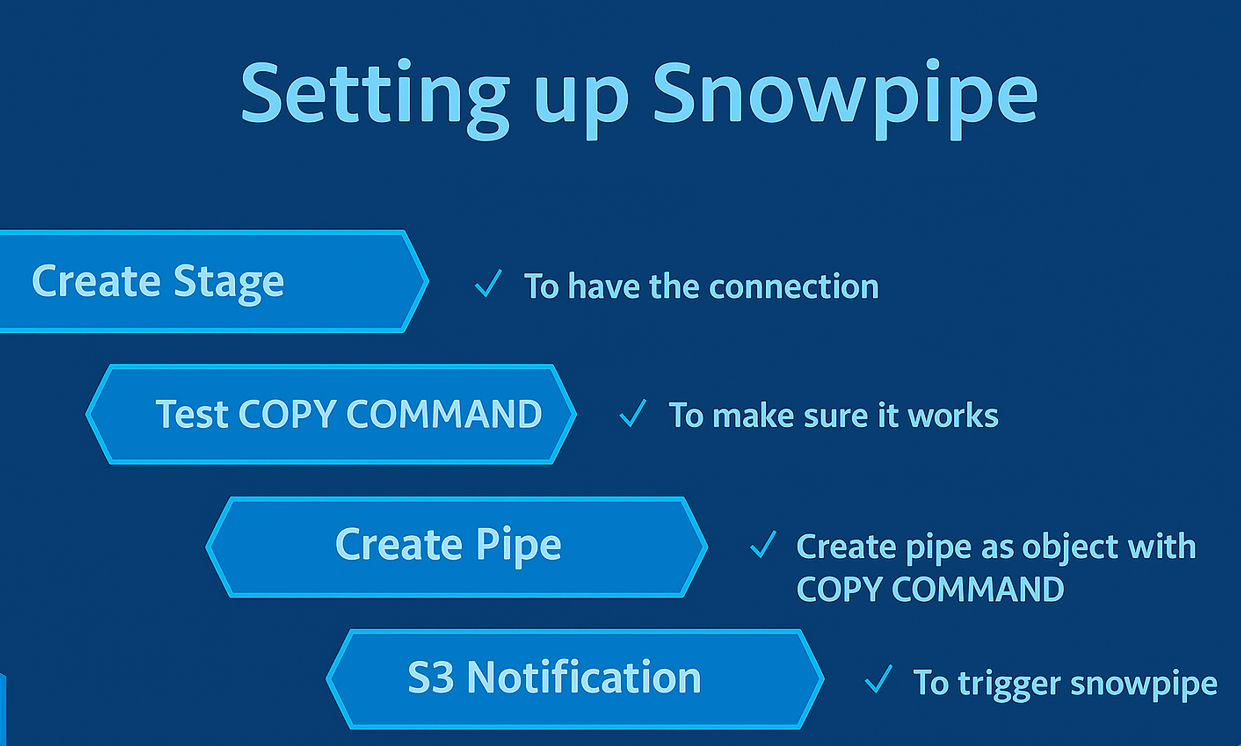 Setting up Snowpipe
Create Stage
✓ To have the connection
Test COPY COMMAND
✓ To make sure it works
Create Pipe
✓ Create pipe as object with
COPY COMMAND
S3 Notification
✓ To trigger snowpipe